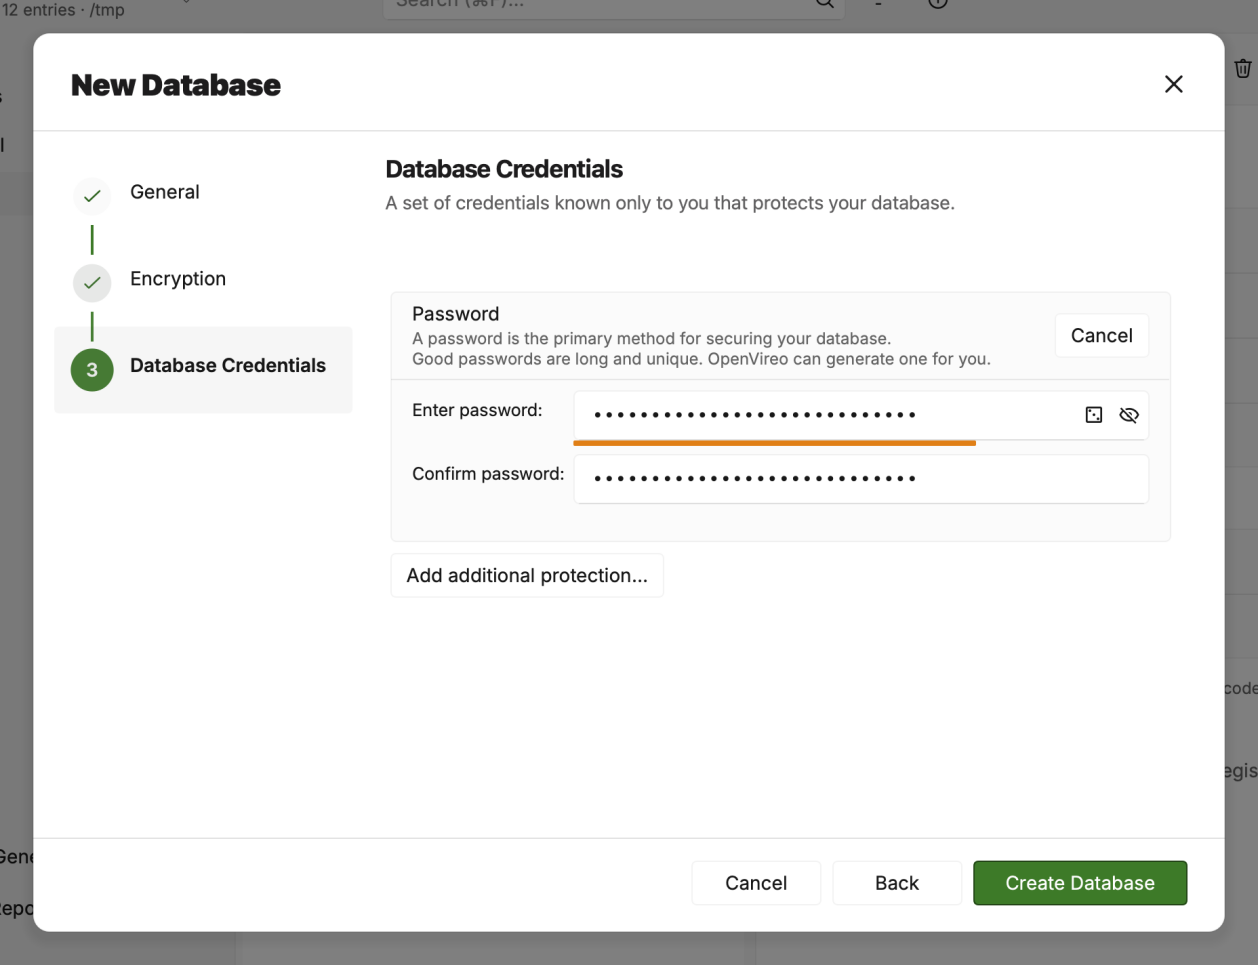 12 entries · /tmp
Search (⌘F)...
New Database
General
Encryption
3
Database Credentials
Database Credentials
A set of credentials known only to you that protects your database.
Password
A password is the primary method for securing your database.
Good passwords are long and unique. OpenVireo can generate one for you.
Cancel
Enter password:
Confirm password:
Add additional protection...
Cancel
Back
Create Database